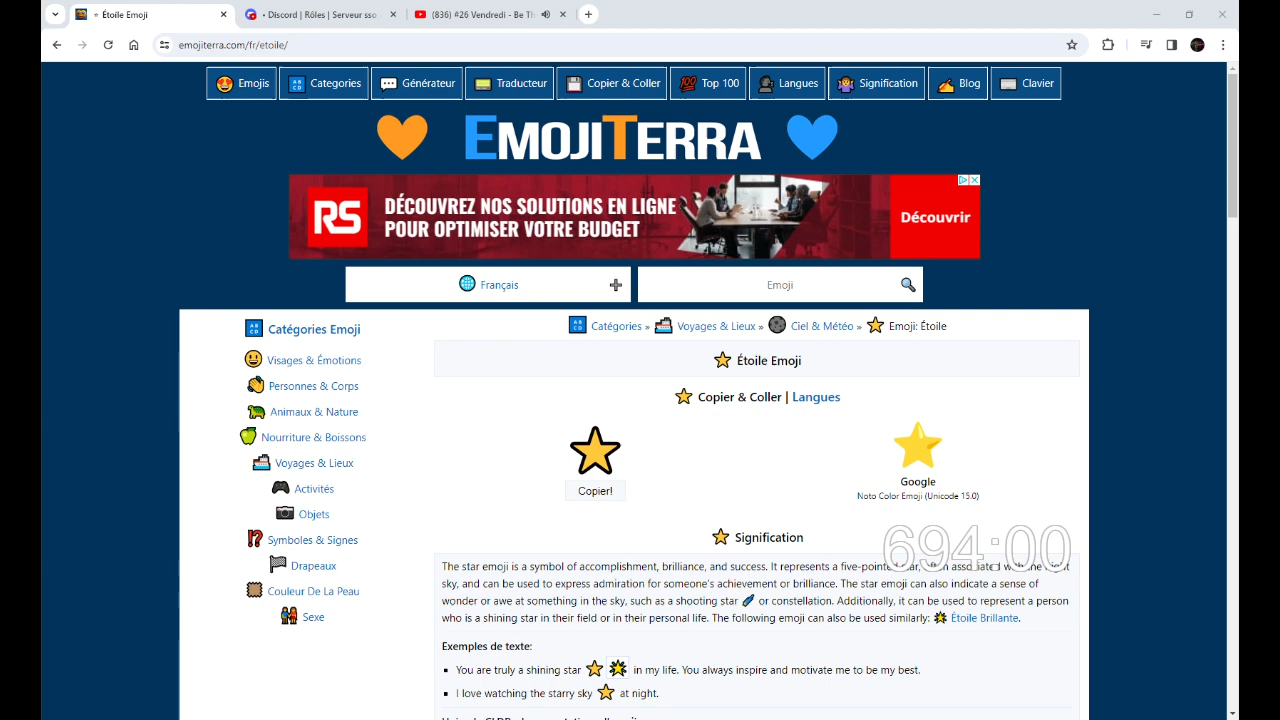 Étoile Emoji
• Discord | Rôles | Serveur sso
(836) #26 Vendredi - Be Th
emojiterra.com/fr/etoile/
Emojis
Categories
Générateur
Traducteur
Copier & Coller
Top 100
Langues
Signification
Blog
Clavier
EMOJITERRA
RS
DÉCOUVREZ NOS SOLUTIONS EN LIGNE
POUR OPTIMISER VOTRE BUDGET
Découvrir
Français
Emoji
Catégories Emoji
Visages & Émotions
Personnes & Corps
Animaux & Nature
Nourriture & Boissons
Voyages & Lieux
Activités
Objets
Symboles & Signes
Drapeaux
Couleur De La Peau
Sexe
Catégories » Voyages & Lieux » Ciel & Météo » Emoji: Étoile
Étoile Emoji
Copier & Coller | Langues
Copier!
Google
Noto Color Emoji (Unicode 15.0)
Signification
694:00
The star emoji is a symbol of accomplishment, brilliance, and success. It represents a five-pointed star, often associated with the night
sky, and can be used to express admiration for someone's achievement or brilliance. The star emoji can also indicate a sense of
wonder or awe at something in the sky, such as a shooting star or constellation. Additionally, it can be used to represent a person
who is a shining star in their field or in their personal life. The following emoji can also be used similarly: Étoile Brillante.
Exemples de texte:
You are truly a shining star in my life. You always inspire and motivate me to be my best.
I love watching the starry sky at night.